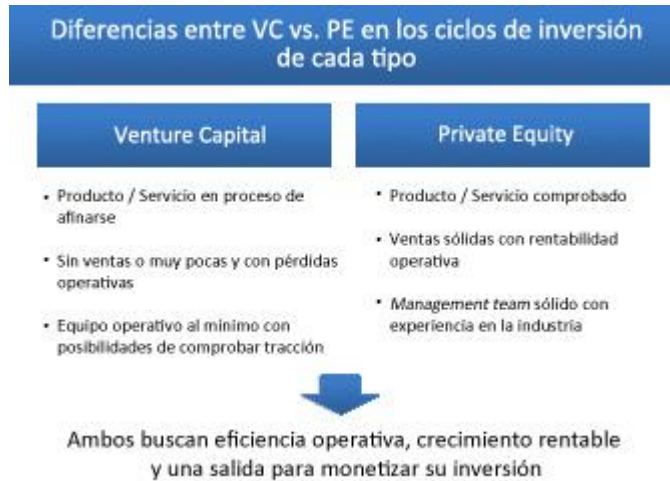 Diferencias entre VC vs. PE en los ciclos de inversión
de cada tipo
Venture Capital
• Producto / Servicio en proceso de
afinarse
• Sin ventas o muy pocas y con pérdidas
operativas
• Equipo operativo al mínimo con
posibilidades de comprobar tracción
Private Equity
• Producto / Servicio comprobado
• Ventas sólidas con rentabilidad
operativa
• Management team sólido con
experiencia en la industria
Ambos buscan eficiencia operativa, crecimiento rentable
y una salida para monetizar su inversión